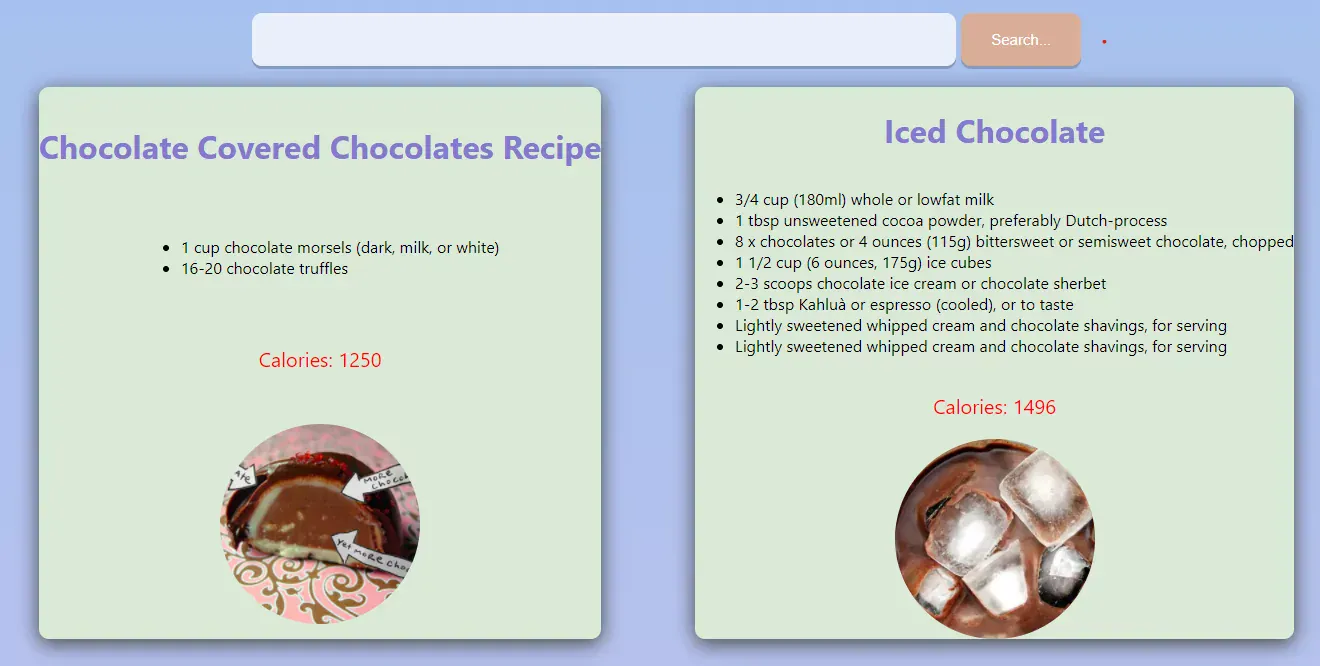 Search...
Chocolate Covered Chocolates Recipe
1 cup chocolate morsels (dark, milk, or white)
16-20 chocolate truffles
Calories: 1250
MORE
YET MORE
Iced Chocolate
3/4 cup (180ml) whole or lowfat milk
1 tbsp unsweetened cocoa powder, preferably Dutch-process
8 x chocolates or 4 ounces (115g) bittersweet or semisweet chocolate, chopped
1 1/2 cup (6 ounces, 175g) ice cubes
2-3 scoops chocolate ice cream or chocolate sherbet
1-2 tbsp Kahluà or espresso (cooled), or to taste
Lightly sweetened whipped cream and chocolate shavings, for serving
Lightly sweetened whipped cream and chocolate shavings, for serving
Calories: 1496